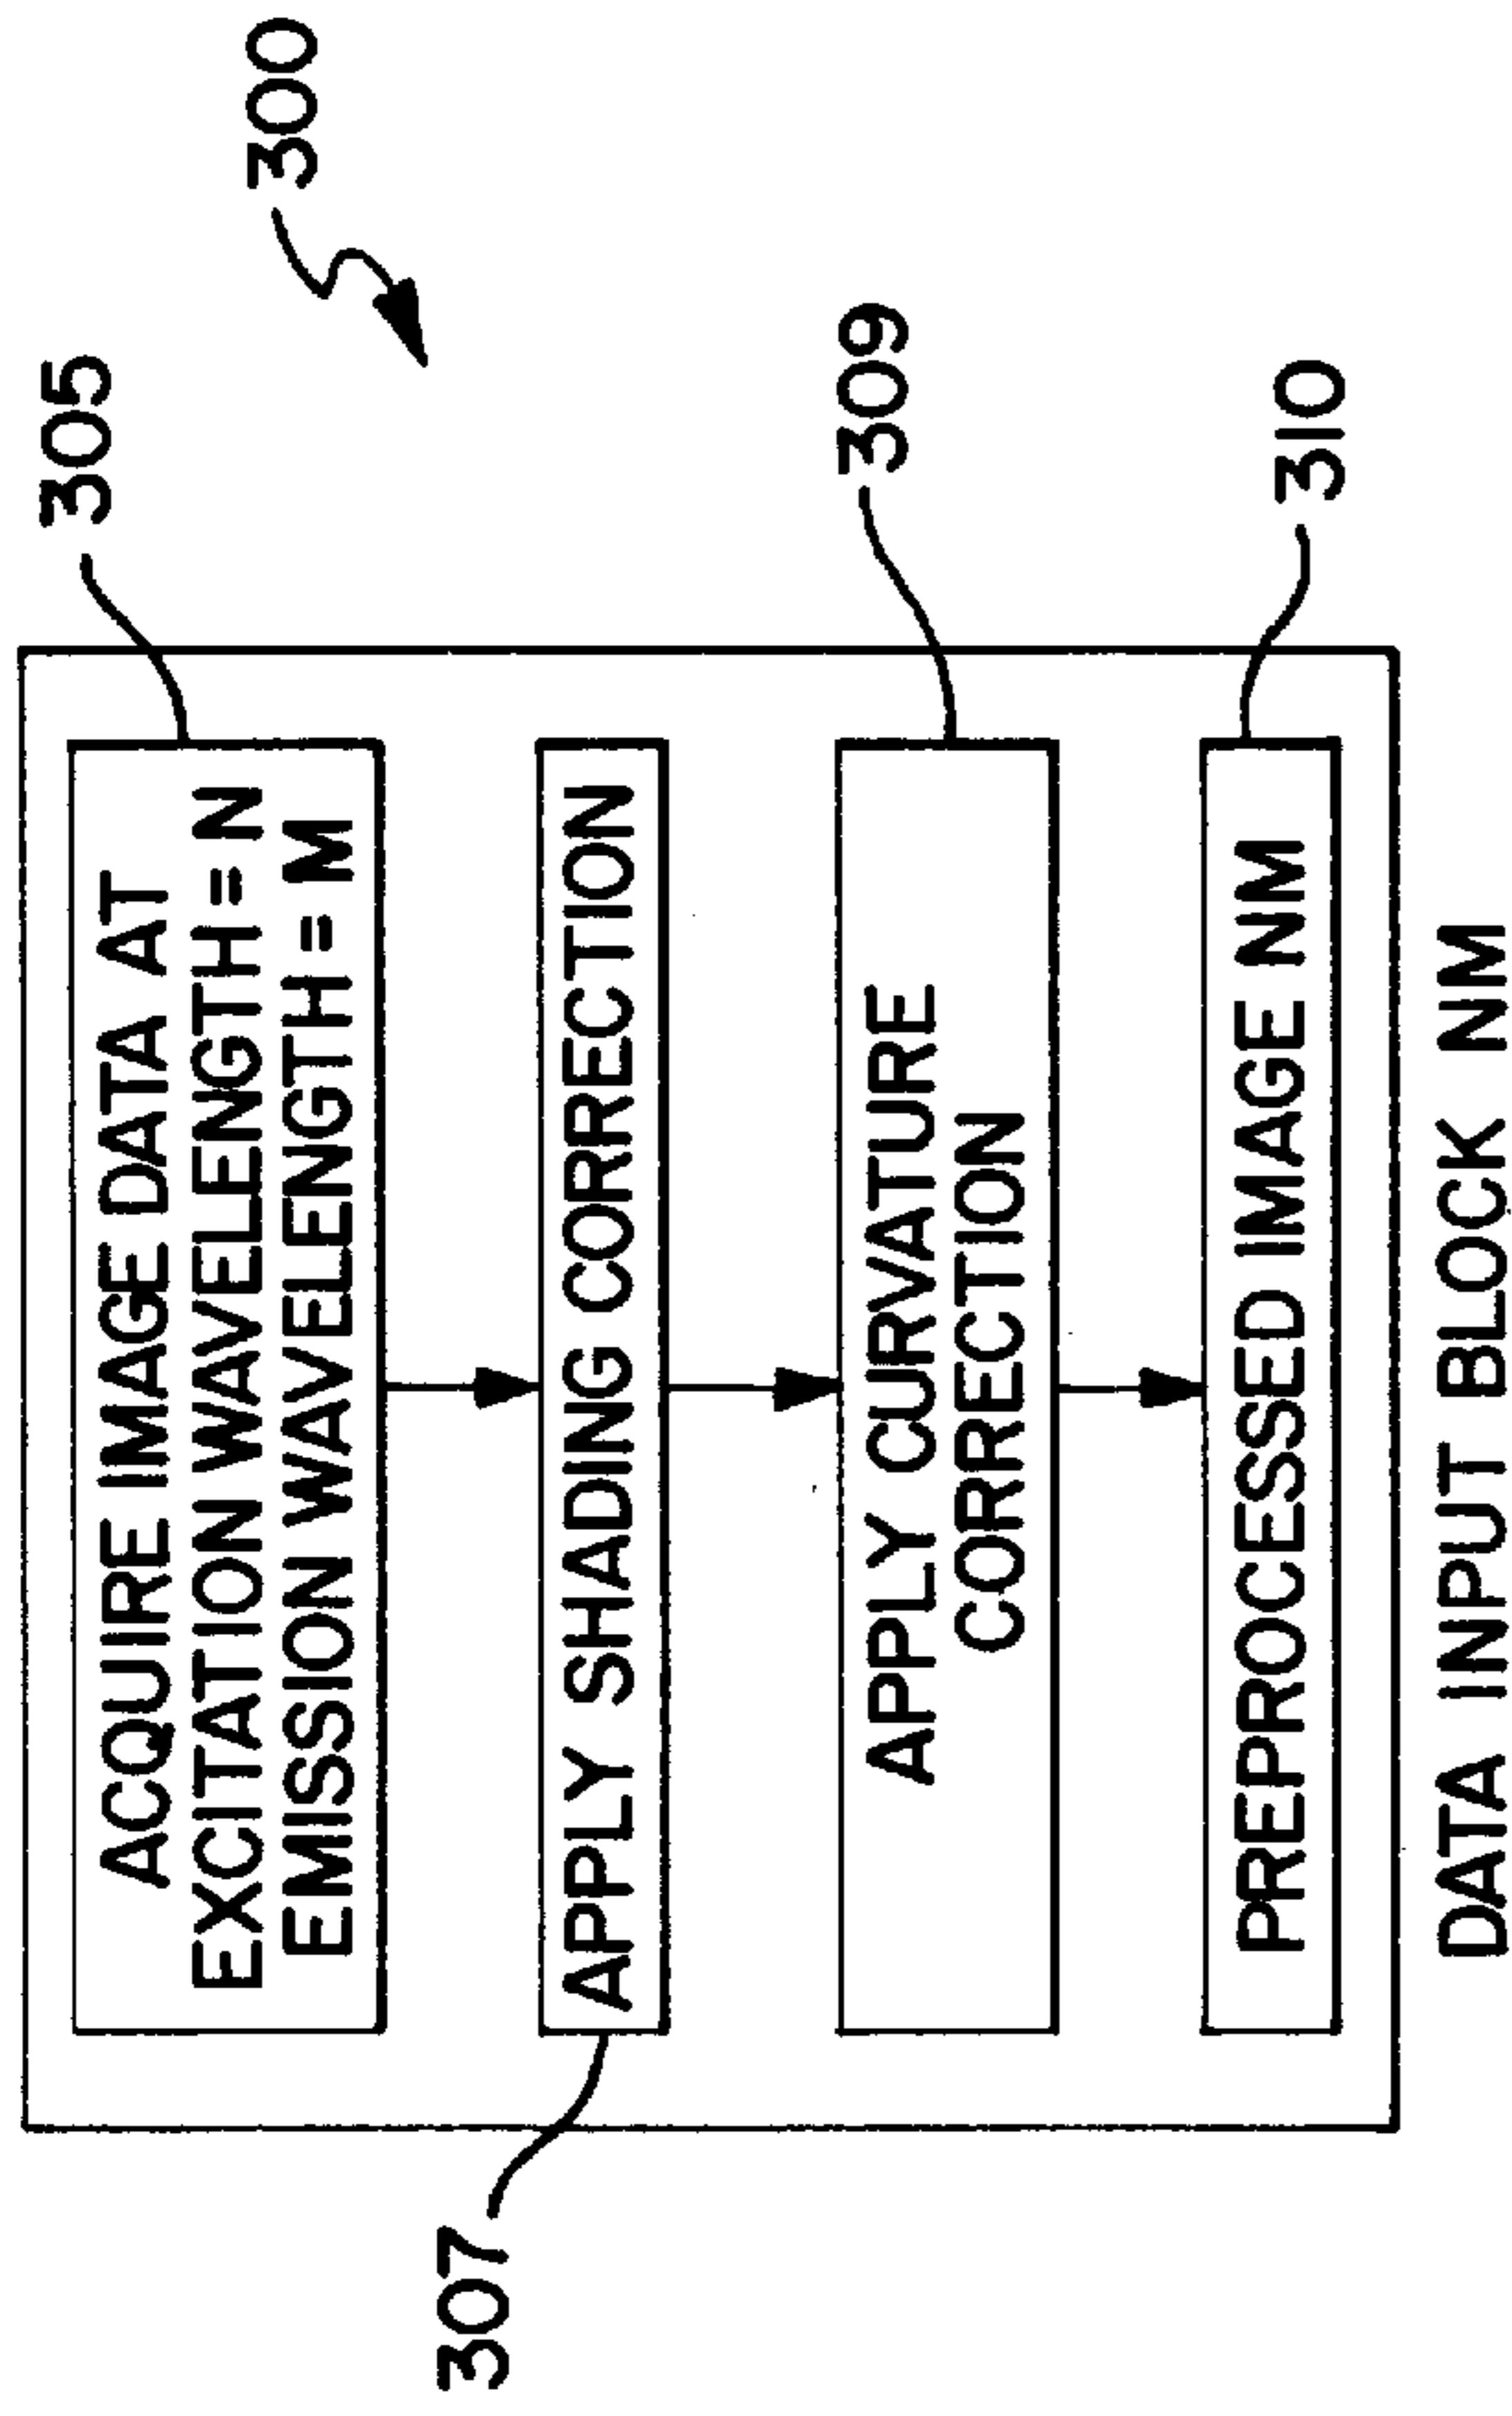 300
305
ACQUIRE IMAGE DATA AT
EXCITATION WAVELENGTH = N
EMISSION WAVELENGTH = M
307
APPLY SHADING CORRECTION
309
APPLY CURVATURE
CORRECTION
310
PREPROCESSED IMAGE NM
DATA INPUT BLOCK NM